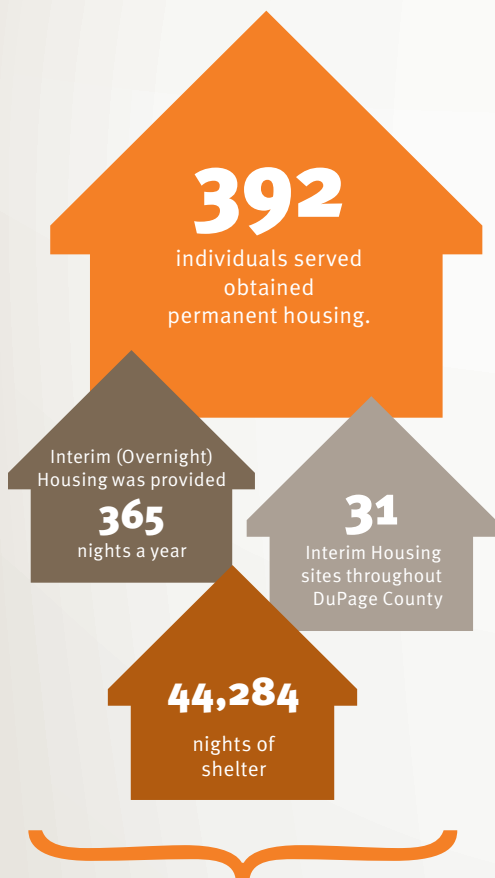 392
individuals served
obtained
permanent housing.
Interim (Overnight)
Housing was provided
365
nights a year
31
Interim Housing
sites throughout
DuPage County
44,284
nights of
shelter